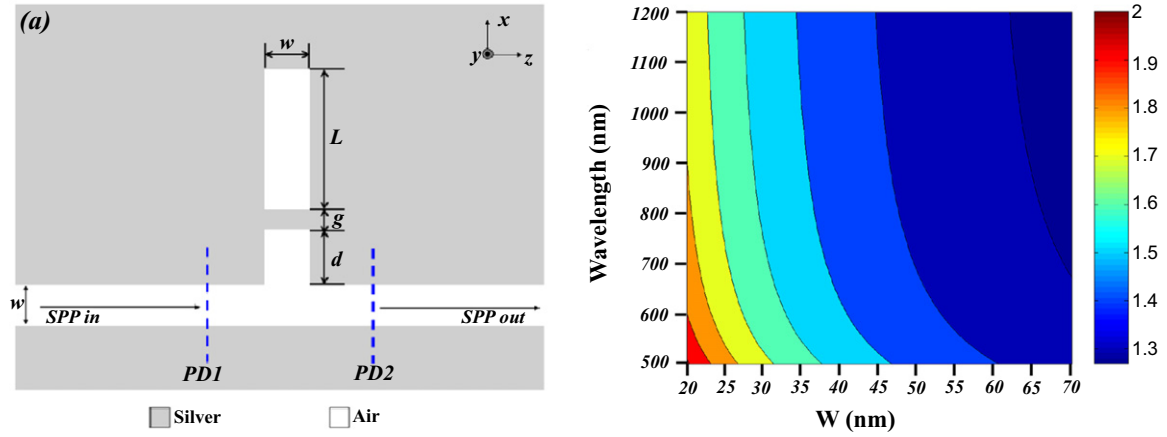 (a)
x
y
z
w
L
g
d
w
SPP in
SPP out
PD1
PD2
Silver
Air
Wavelength (nm)
1200
1100
1000
900
800
700
600
500
20
25
30
35
40
45
50
55
60
65
70
W (nm)
2
1.9
1.8
1.7
1.6
1.5
1.4
1.3